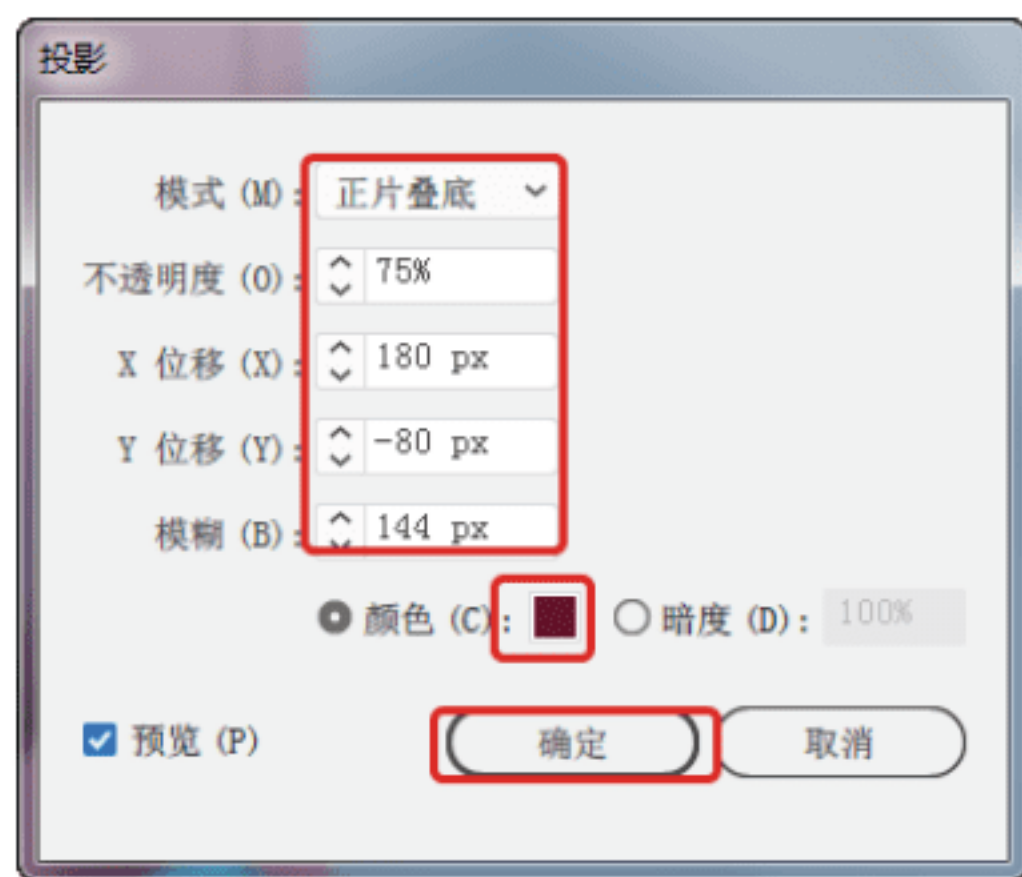 投影
模式 (M): 正片叠底
不透明度 (O): 75%
X 位移 (X): 180 px
Y 位移 (Y): -80 px
模糊 (B): 144 px
颜色 (C): 暗度 (D): 100%
预览 (P) 确定 取消